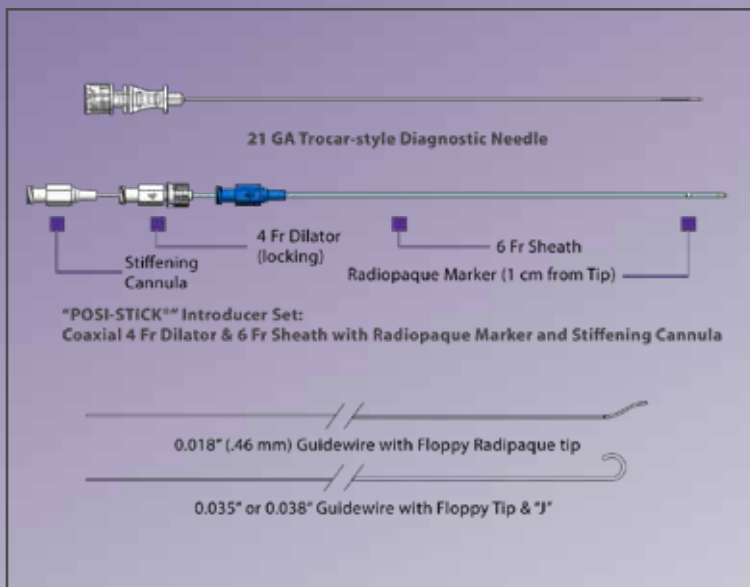 21 GA Trocar-style Diagnostic Needle
4 Fr Dilator
(locking)
6 Fr Sheath
Stiffening
Cannula
Radiopaque Marker (1 cm from Tip)
"POSI-STICK®" Introducer Set:
Coaxial 4 Fr Dilator & 6 Fr Sheath with Radiopaque Marker and Stiffening Cannula
0.018" (.46 mm) Guidewire with Floppy Radipaque tip
0.035" or 0.038" Guidewire with Floppy Tip & "J"